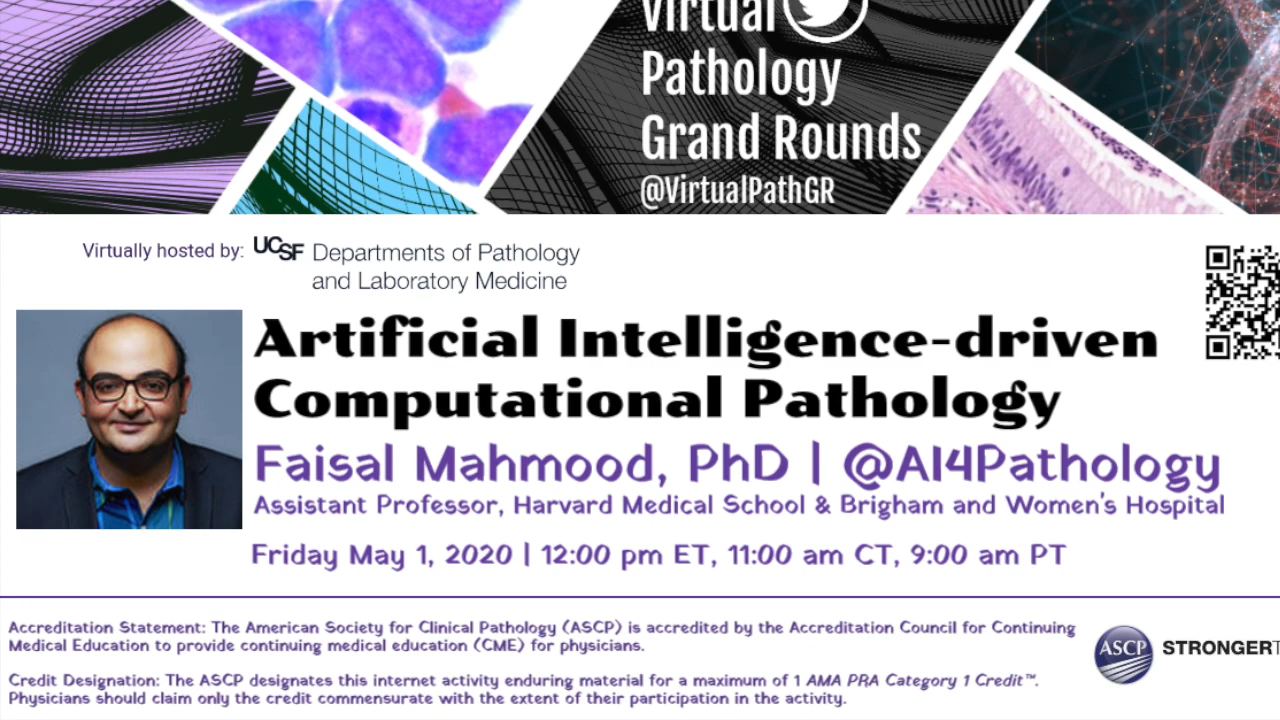 Virtual
Pathology
Grand Rounds
@VirtualPathGR
Virtually hosted by: UCSF Departments of Pathology
and Laboratory Medicine
Artificial Intelligence-driven
Computational Pathology
Faisal Mahmood, PhD | @AI4Pathology
Assistant Professor, Harvard Medical School & Brigham and Women's Hospital
Friday May 1, 2020 | 12:00 pm ET, 11:00 am CT, 9:00 am PT
Accreditation Statement: The American Society for Clinical Pathology (ASCP) is accredited by the Accreditation Council for Continuing
Medical Education to provide continuing medical education (CME) for physicians.
ASCP STRONGERT
Credit Designation: The ASCP designates this internet activity enduring material for a maximum of 1 AMA PRA Category 1 Credit™.
Physicians should claim only the credit commensurate with the extent of their participation in the activity.